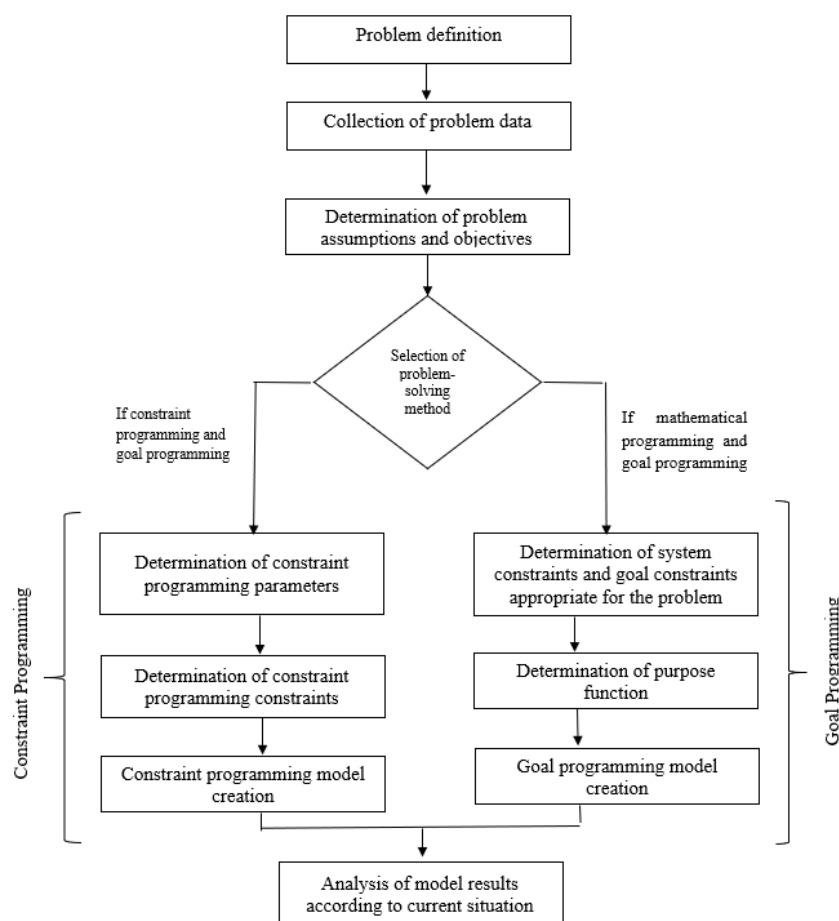 Problem definition
Collection of problem data
Determination of problem
assumptions and objectives
Selection of
problem-
solving
method
If constraint
programming and
goal programming
If mathematical
programming and
goal programming
Constraint Programming
Determination of constraint
programming parameters
Determination of constraint
programming constraints
Constraint programming model
creation
Determination of system
constraints and goal constraints
appropriate for the problem
Determination of purpose
function
Goal programming model
creation
Goal Programming
Analysis of model results
according to current situation